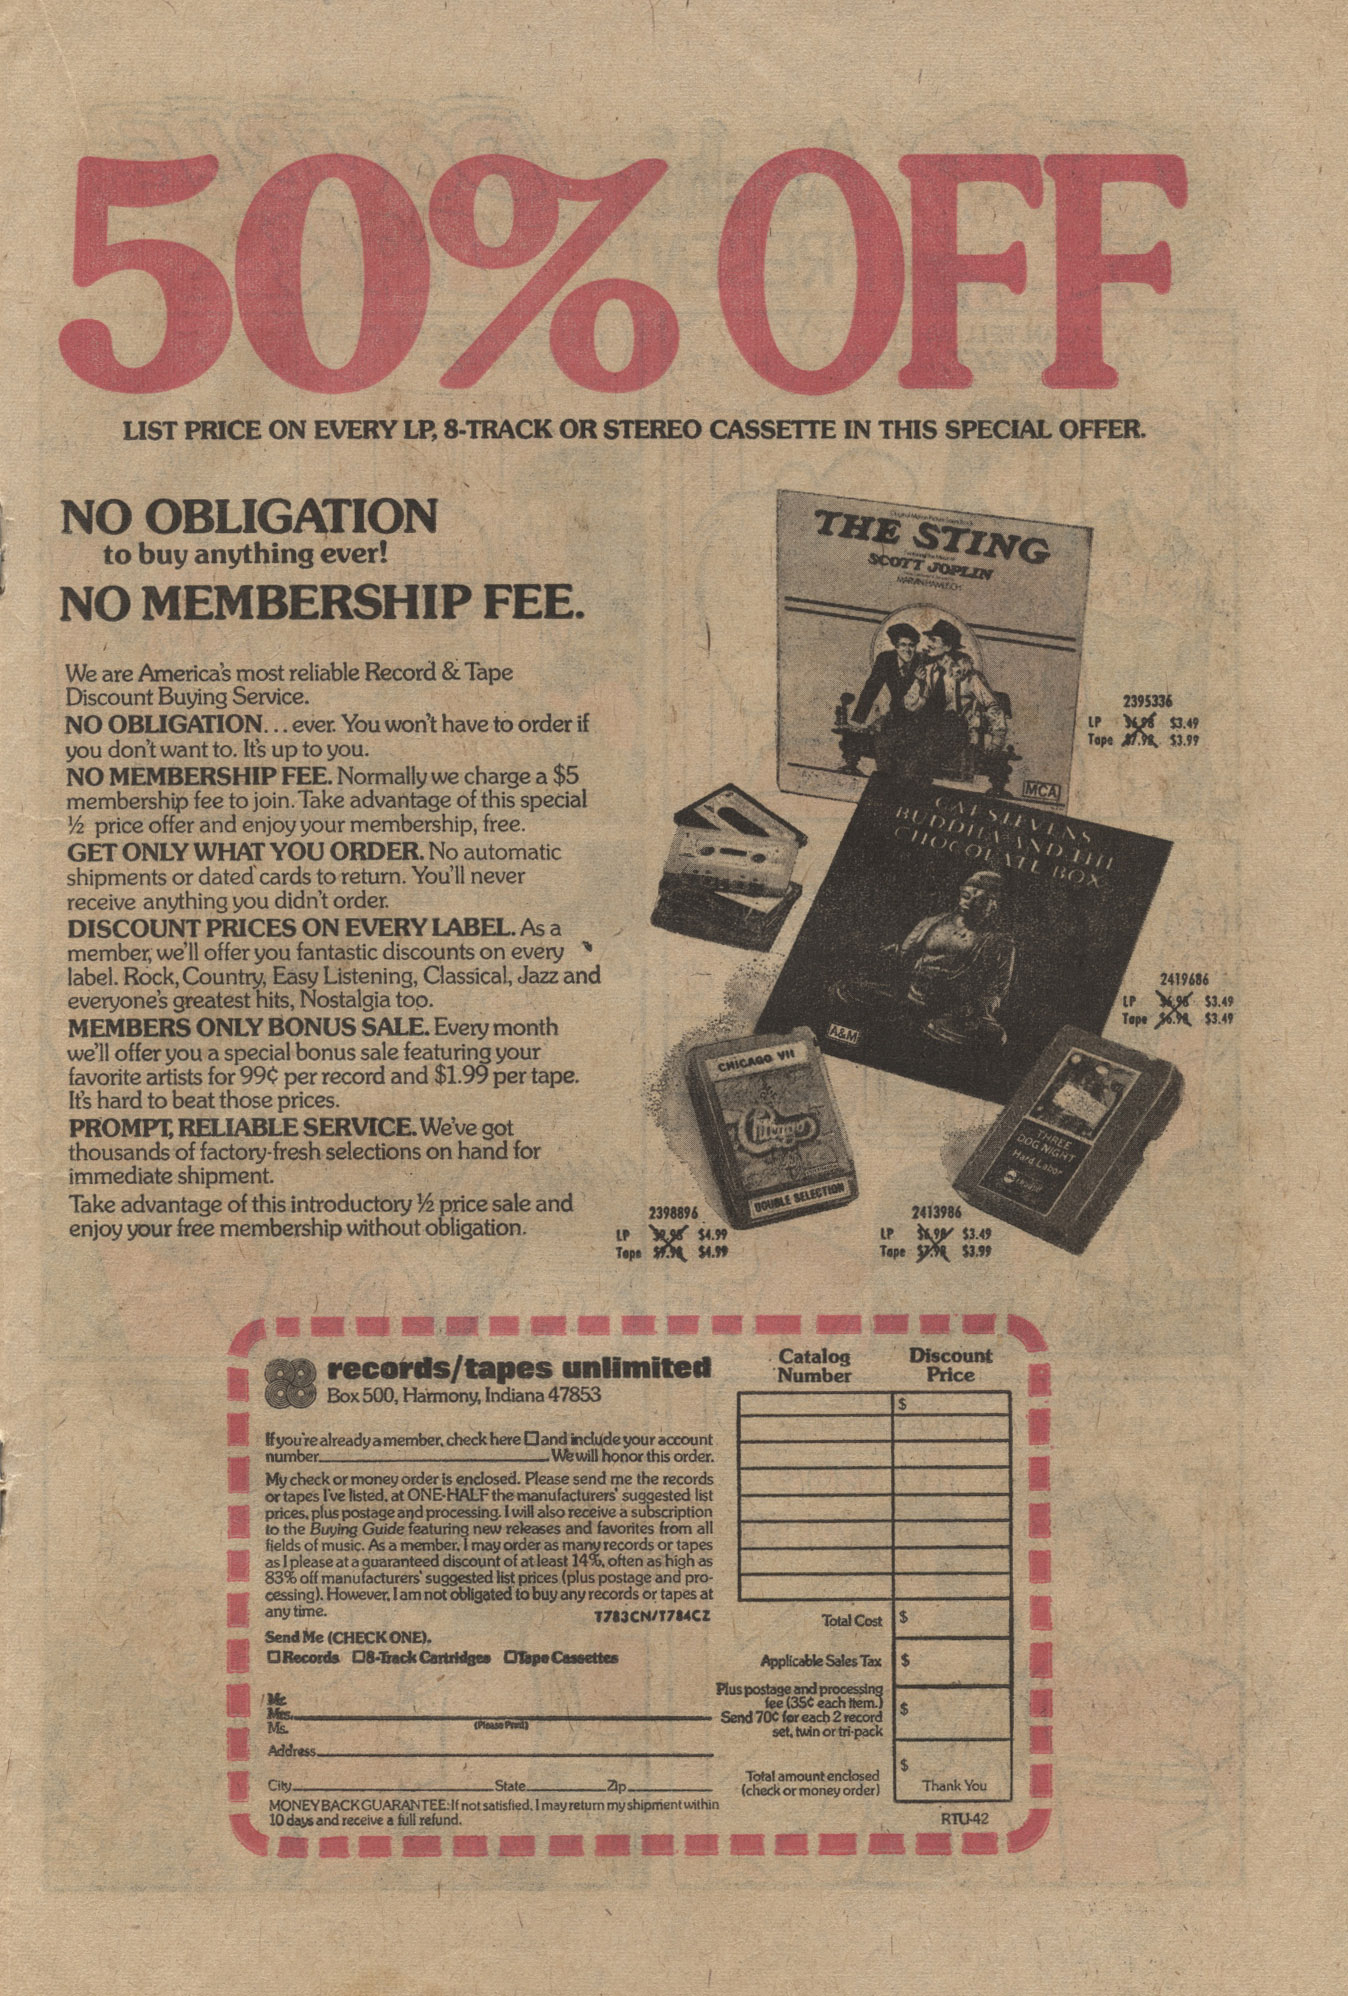 50% OFF
LIST PRICE ON EVERY LP, 8-TRACK OR STEREO CASSETTE IN THIS SPECIAL OFFER.
NO OBLIGATION
to buy anything ever!
NO MEMBERSHIP FEE.
We are America's most reliable Record & Tape
Discount Buying Service.
NO OBLIGATION... ever. You won't have to order if
you don't want to. It's up to you.
NO MEMBERSHIP FEE. Normally we charge a $5
membership fee to join. Take advantage of this special
½ price offer and enjoy your membership, free.
GET ONLY WHAT YOU ORDER. No automatic
shipments or dated cards to return. You'll never
receive anything you didn't order.
DISCOUNT PRICES ON EVERY LABEL. As a
member, we'll offer you fantastic discounts on every
label. Rock, Country, Easy Listening, Classical, Jazz and
everyone's greatest hits, Nostalgia too.
MEMBERS ONLY BONUS SALE. Every month
we'll offer you a special bonus sale featuring your
favorite artists for 99¢ per record and $1.99 per tape.
It's hard to beat those prices.
PROMPT, RELIABLE SERVICE. We've got
thousands of factory-fresh selections on hand for
immediate shipment.
Take advantage of this introductory ½ price sale and
enjoy your free membership without obligation.
THE STING
SCOTT JOPLIN
MARVIN HAMLISCH
MCA
2395336
LP $6.98 $3.49
Tape $7.98 $3.99
CAT STEVENS
BUDDHA AND THE
CHOCOLATE BOX
A&M
2419686
LP $6.98 $3.49
Tape $6.98 $3.49
CHICAGO VII
Chicago
DOUBLE SELECTION
2398896
LP $9.98 $4.99
Tape $9.98 $4.99
THREE
DOG NIGHT
Hard Labor
2413986
LP $6.98 $3.49
Tape $7.98 $3.99
records/tapes unlimited
Box 500, Harmony, Indiana 47853
If you're already a member, check here □ and include your account
number. We will honor this order.
My check or money order is enclosed. Please send me the records
or tapes I've listed, at ONE-HALF the manufacturers' suggested list
prices, plus postage and processing. I will also receive a subscription
to the Buying Guide featuring new releases and favorites from all
fields of music. As a member, I may order as many records or tapes
as I please at a guaranteed discount of at least 14%, often as high as
83% off manufacturers' suggested list prices (plus postage and pro-
cessing). However, I am not obligated to buy any records or tapes at
any time. T783CN/T784CZ
Send Me (CHECK ONE).
□ Records □ 8-Track Cartridges □ Tape Cassettes
Mr.
Mrs.
Ms.
(Please Print)
Address
City State Zip
MONEY BACK GUARANTEE: If not satisfied, I may return my shipment within
10 days and receive a full refund.
Catalog Number
Discount Price
$
Total Cost $
Applicable Sales Tax $
Plus postage and processing
fee (35¢ each item.)
Send 70¢ for each 2 record
set, twin or tri-pack
$
Total amount enclosed
(check or money order)
$
Thank You
RTU-42